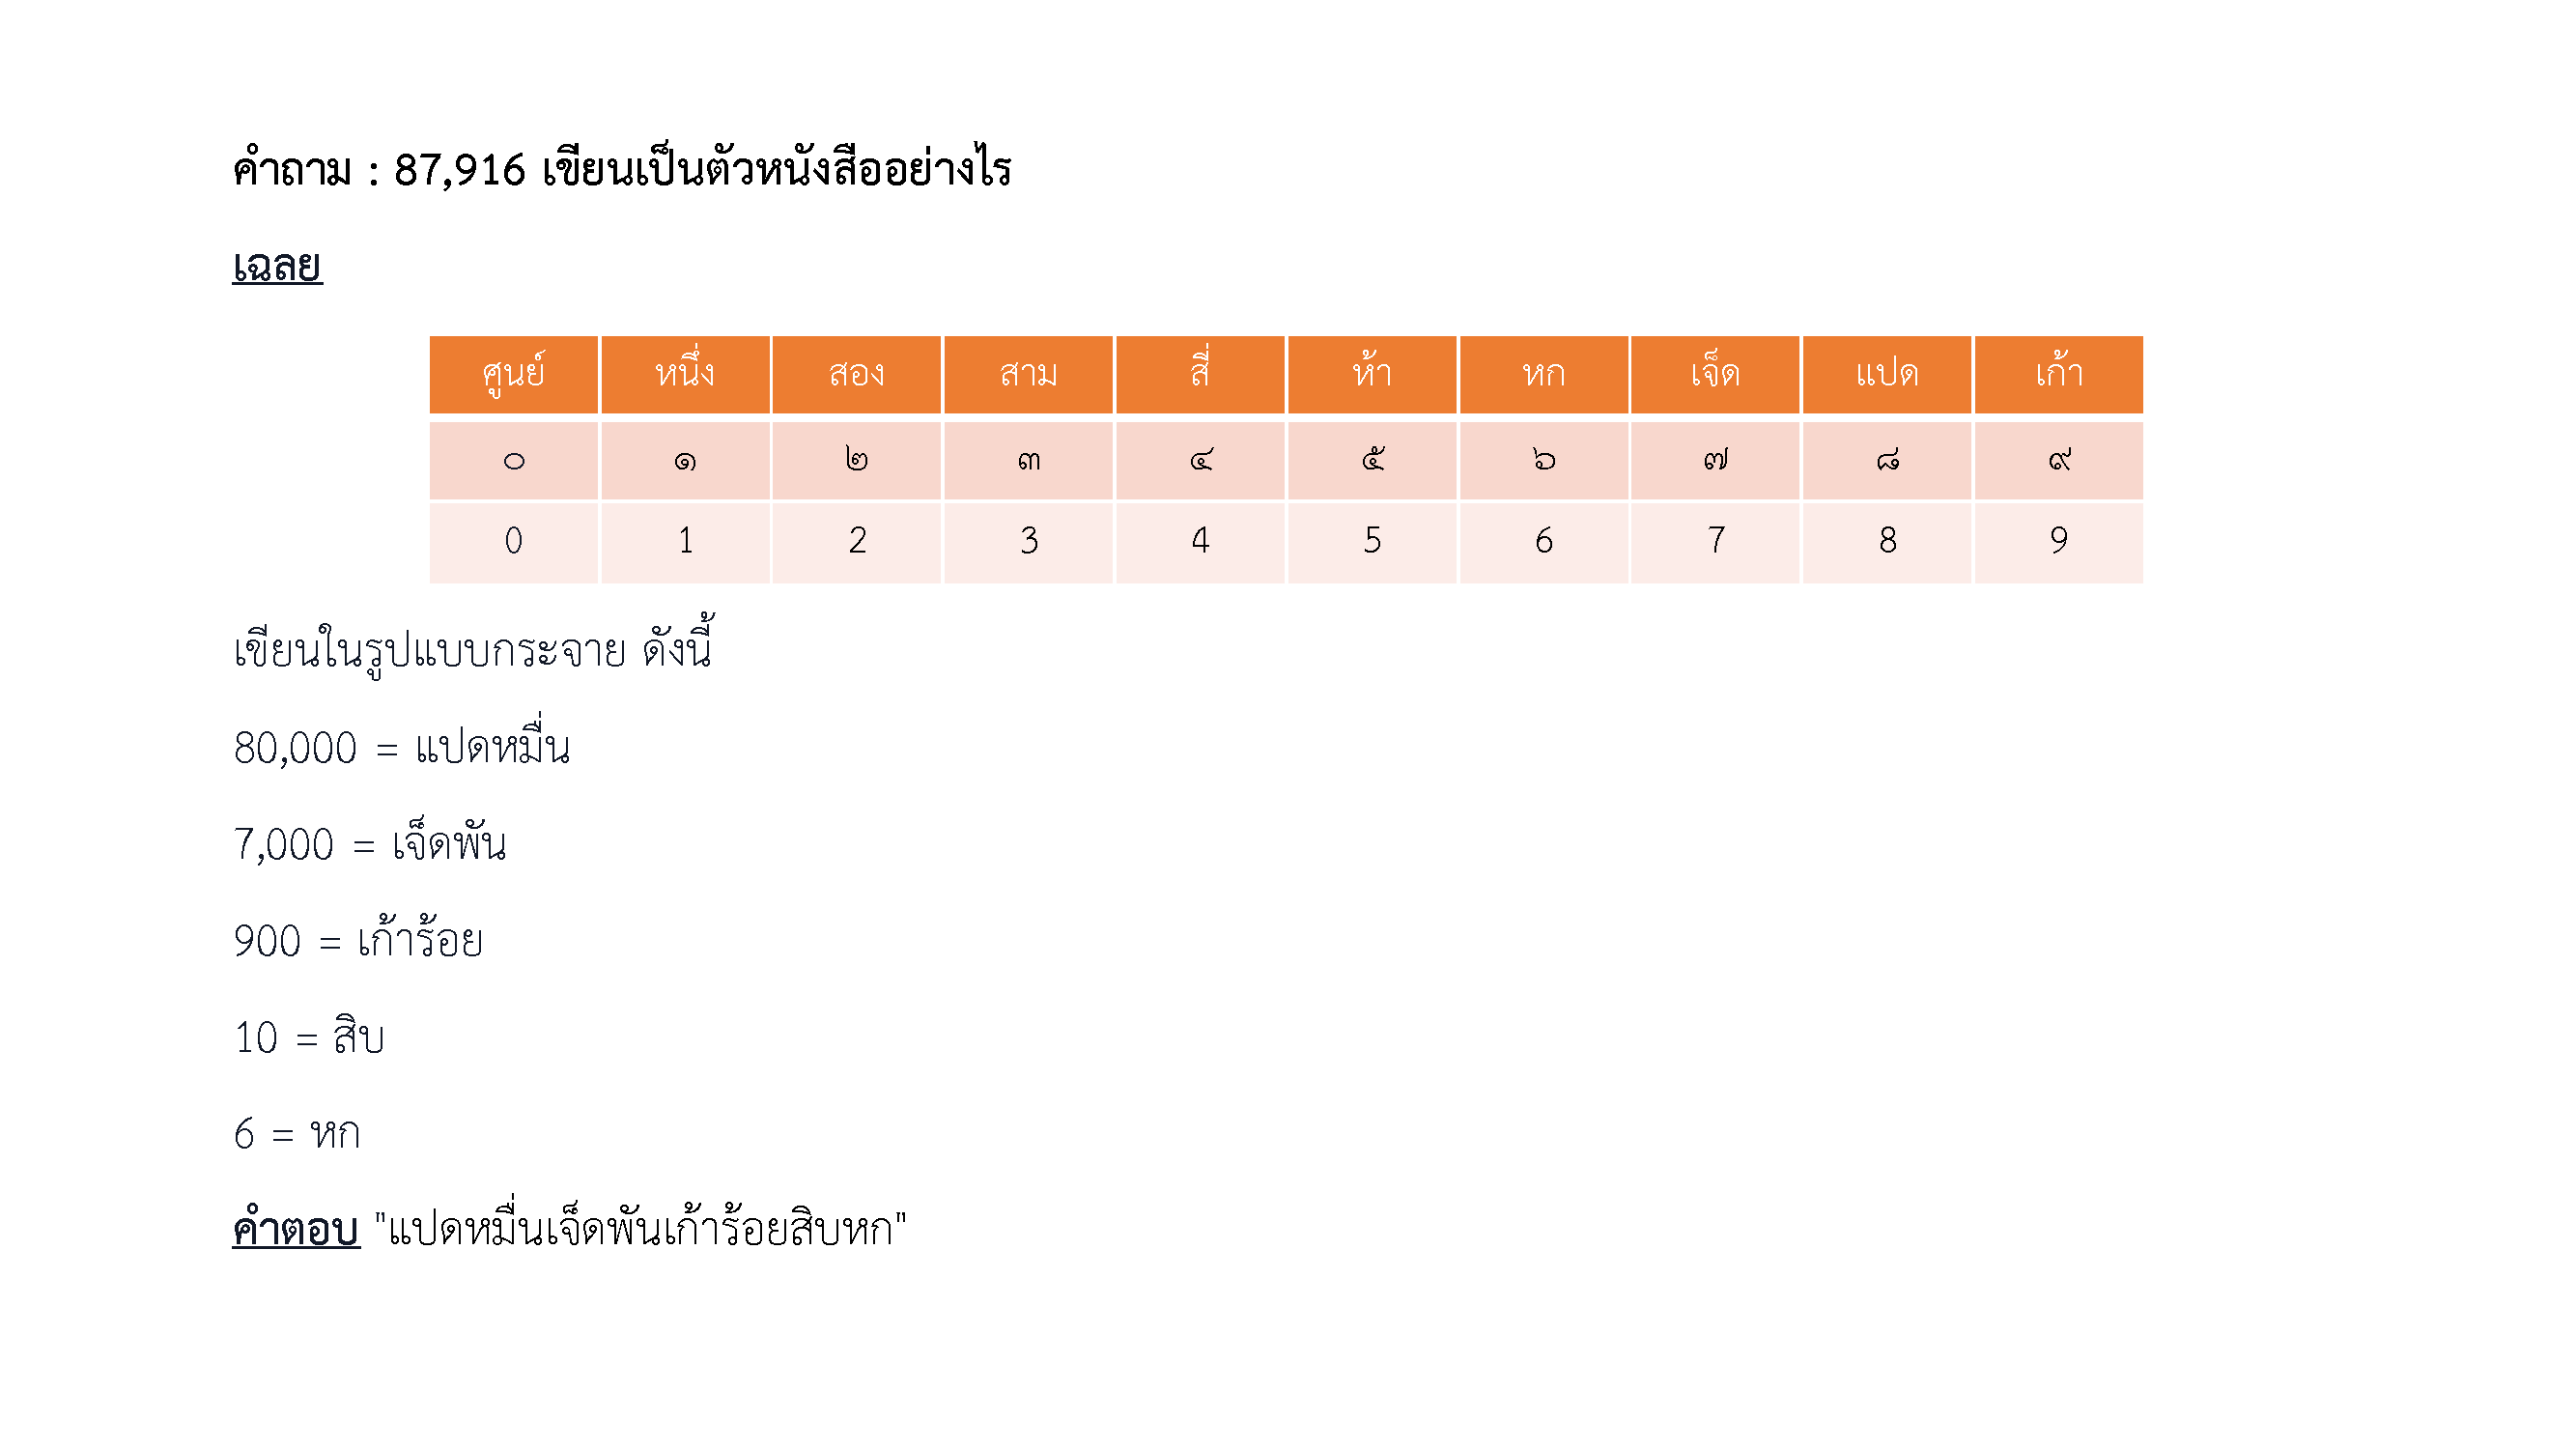 คำถาม : 87,916 เขียนเป็นตัวหนังสืออย่างไร
เฉลย
ศูนย์ หนึ่ง สอง สาม สี่ ห้า หก เจ็ด แปด เก้า
๐ ๑ ๒ ๓ ๔ ๕ ๖ ๗ ๘ ๙
0 1 2 3 4 5 6 7 8 9
เขียนในรูปแบบกระจาย ดังนี้
80,000 = แปดหมื่น
7,000 = เจ็ดพัน
900 = เก้าร้อย
10 = สิบ
6 = หก
คำตอบ "แปดหมื่นเจ็ดพันเก้าร้อยสิบหก"